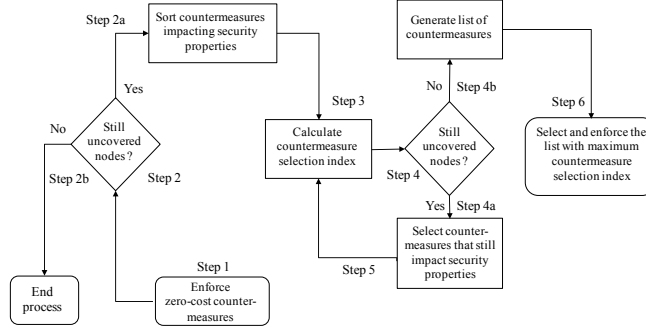 Step 2a
Sort countermeasures
impacting security
properties
Yes
No
Still
uncovered
nodes ?
Step 2b
Step 2
End
process
Step 1
Enforce
zero-cost counter-
measures
Step 3
Calculate
countermeasure
selection index
Generate list of
countermeasures
No
Step 4b
Still
uncovered
nodes ?
Step 4
Yes
Step 4a
Select counter-
measures that still
impact security
properties
Step 5
Step 6
Select and enforce the
list with maximum
countermeasure
selection index